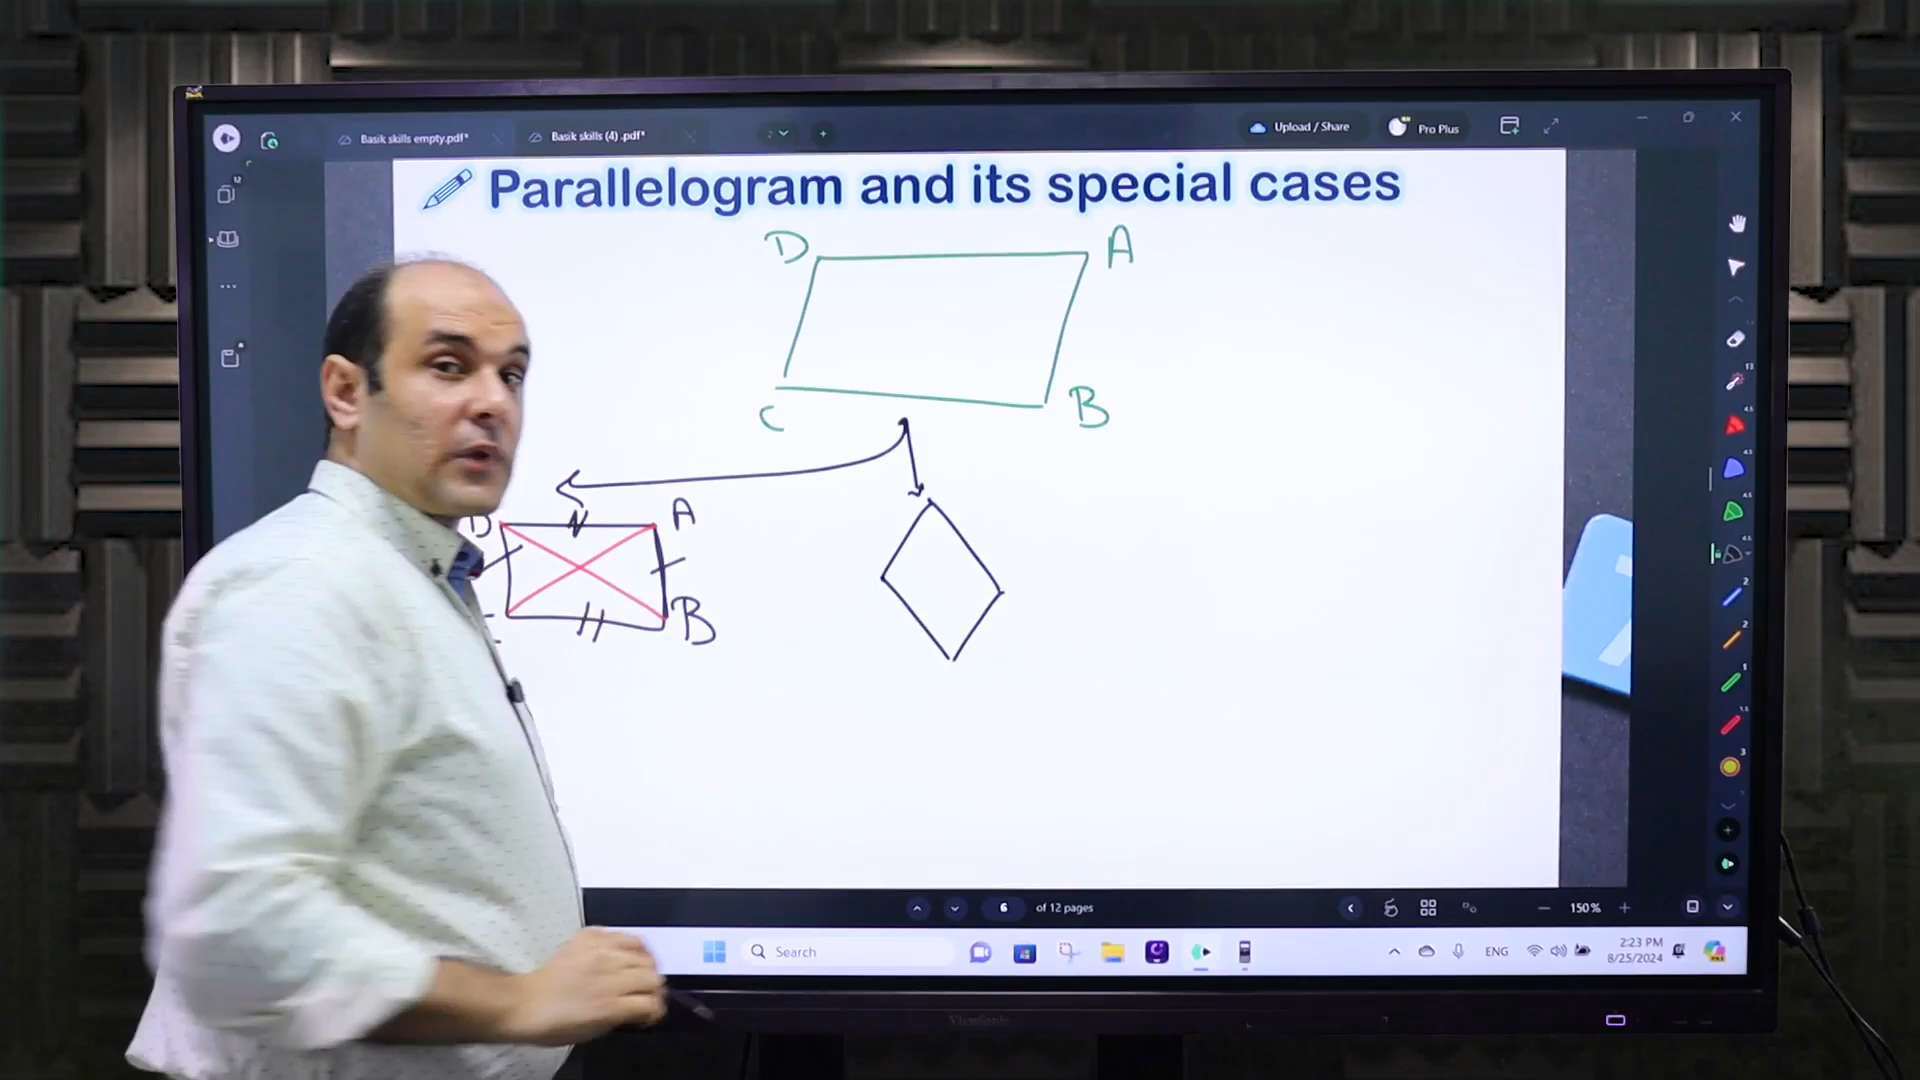 Basik skills empty.pdf*
Basik skills (4) .pdf*
Upload / Share
Pro Plus
Parallelogram and its special cases
D A
C B
D A
B
6 of 12 pages
150%
Search
ENG
2:23 PM
8/25/2024
ViewSonic